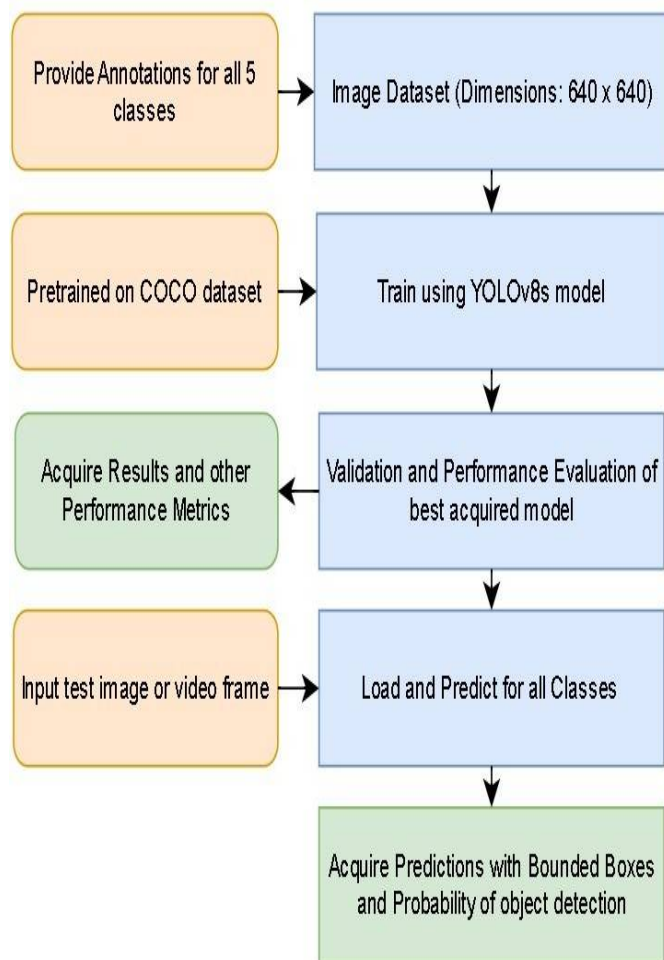 Provide Annotations for all 5
classes
Image Dataset (Dimensions: 640 x 640)
Pretrained on COCO dataset
Train using YOLOv8s model
Acquire Results and other
Performance Metrics
Validation and Performance Evaluation of
best acquired model
Input test image or video frame
Load and Predict for all Classes
Acquire Predictions with Bounded Boxes
and Probability of object detection